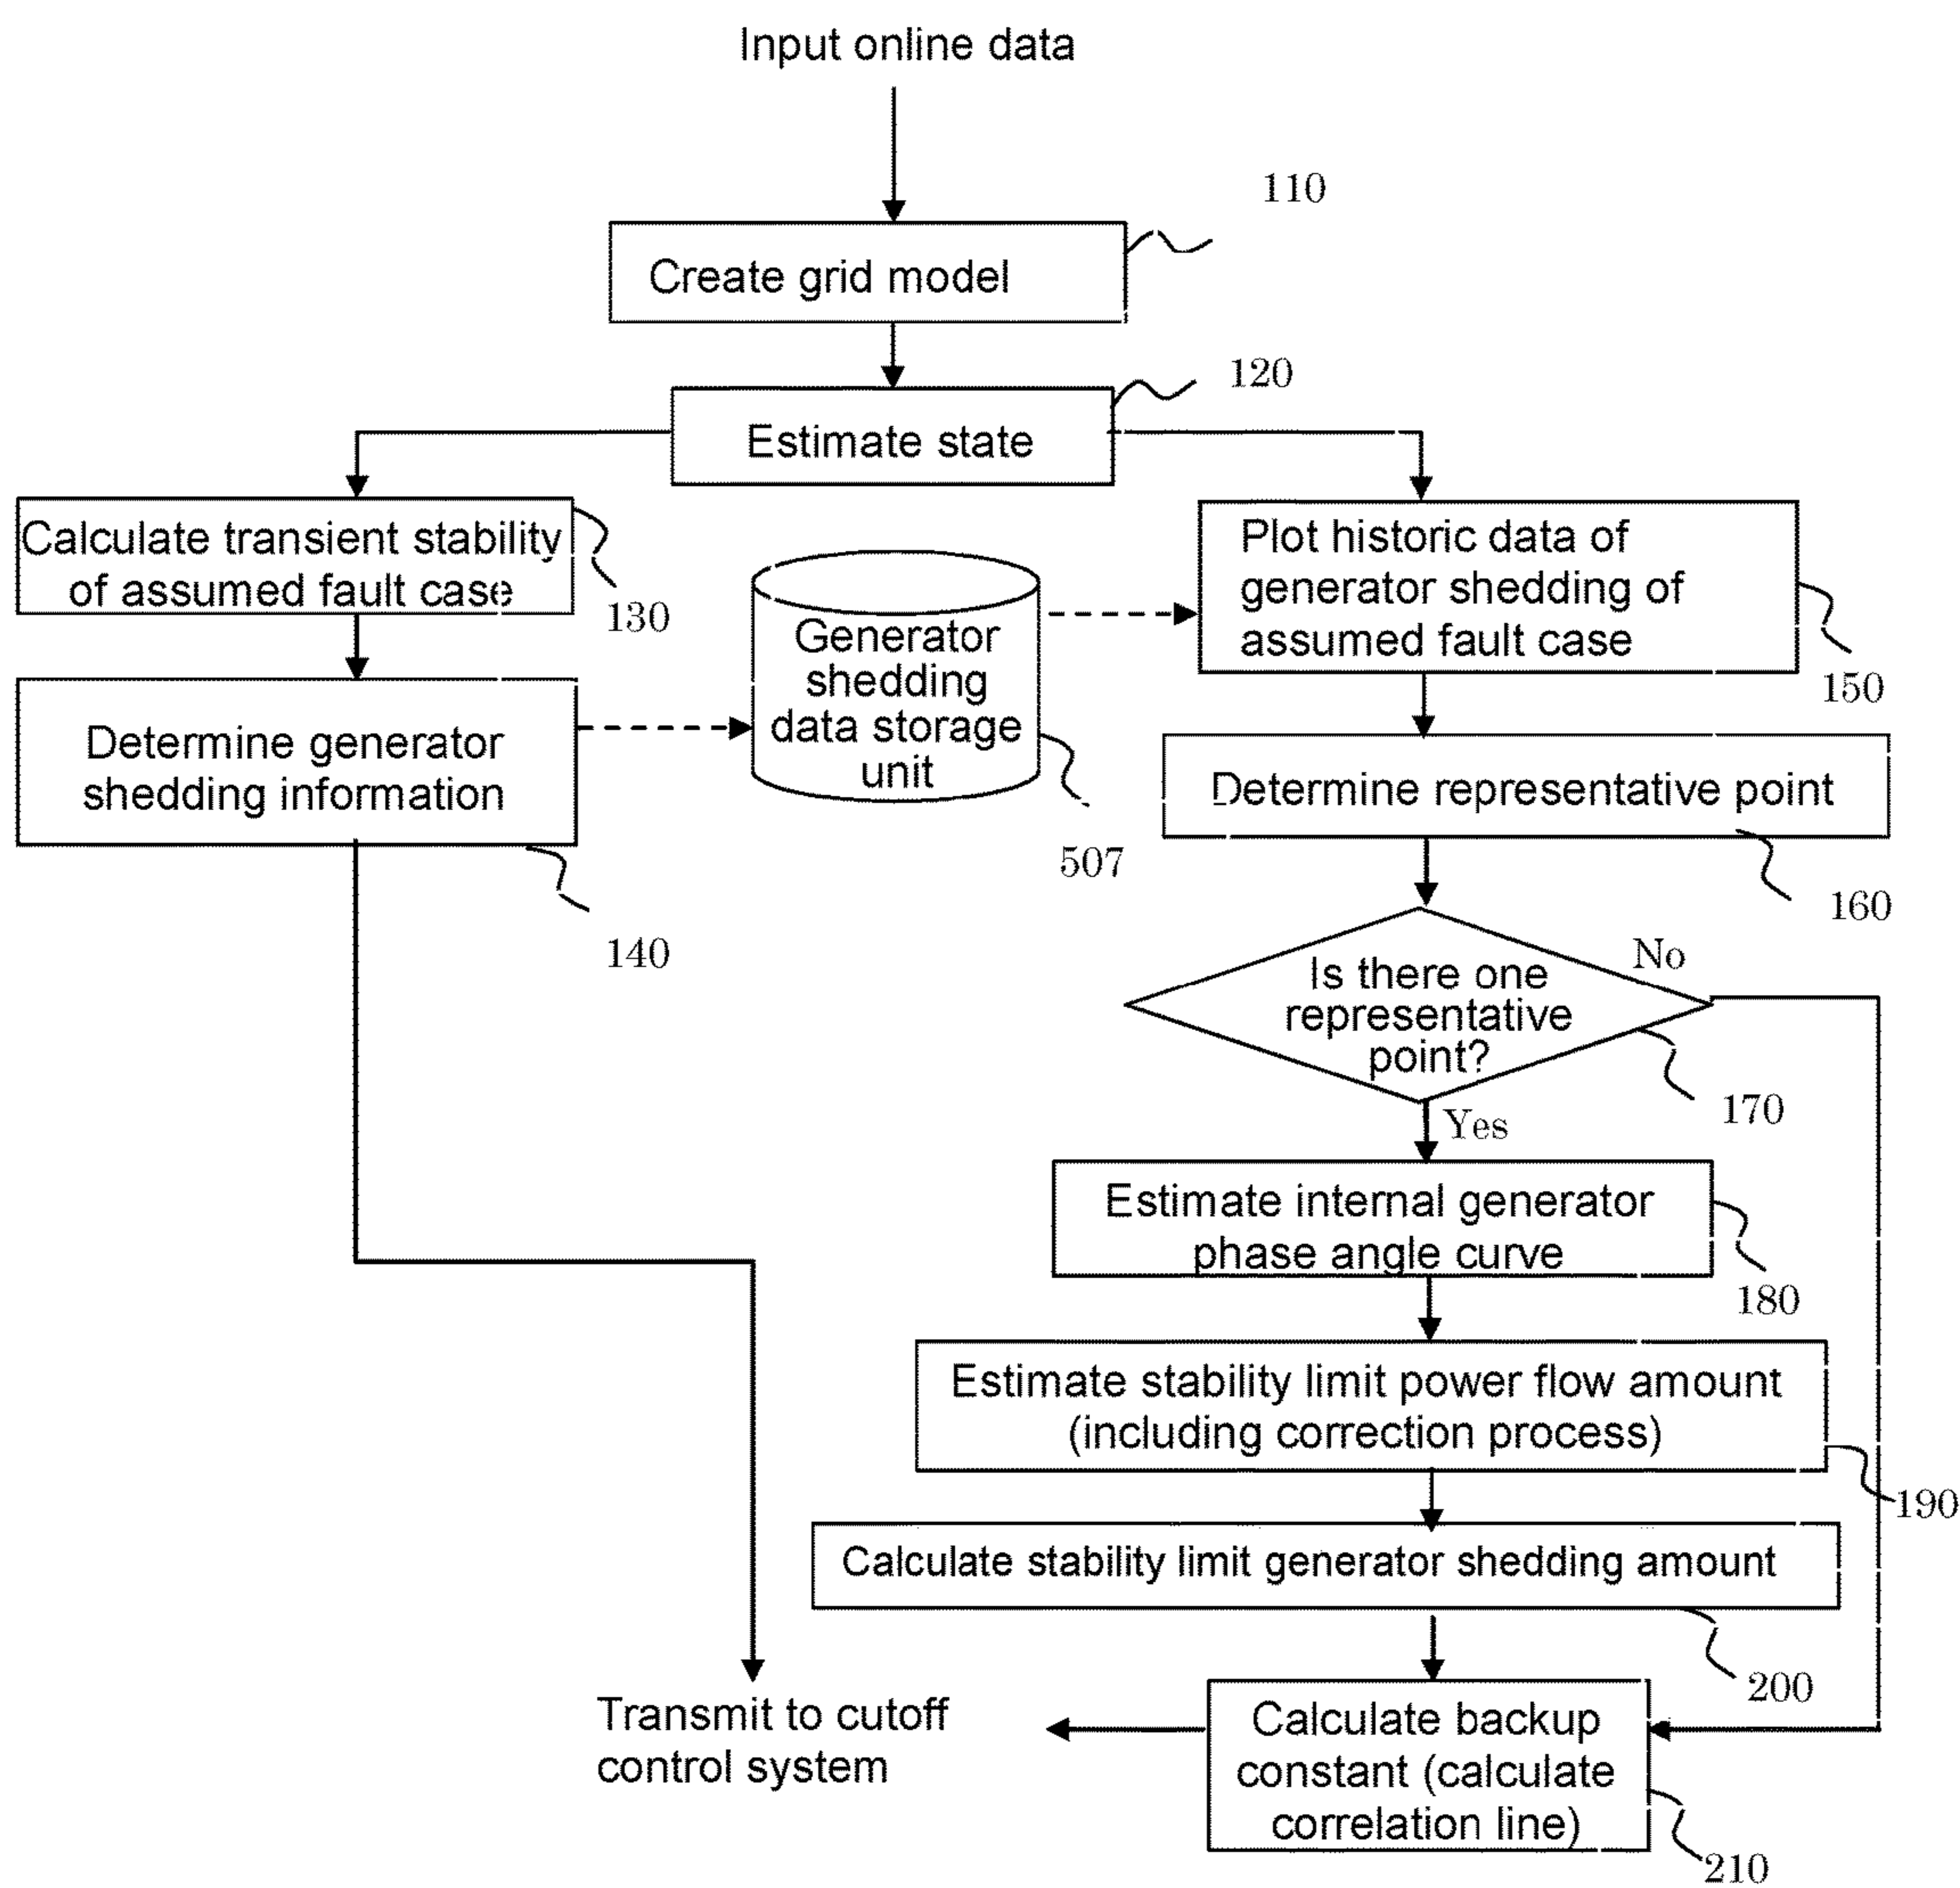 Input online data
110
Create grid model
120
Estimate state
Calculate transient stability
of assumed fault case
130
Plot historic data of
generator shedding of
assumed fault case
150
Generator
shedding
data storage
unit
507
Determine generator
shedding information
140
Determine representative point
160
Is there one
representative
point?
No
170
Yes
Estimate internal generator
phase angle curve
180
Estimate stability limit power flow amount
(including correction process)
190
Calculate stability limit generator shedding amount
200
Transmit to cutoff
control system
Calculate backup
constant (calculate
correlation line)
210